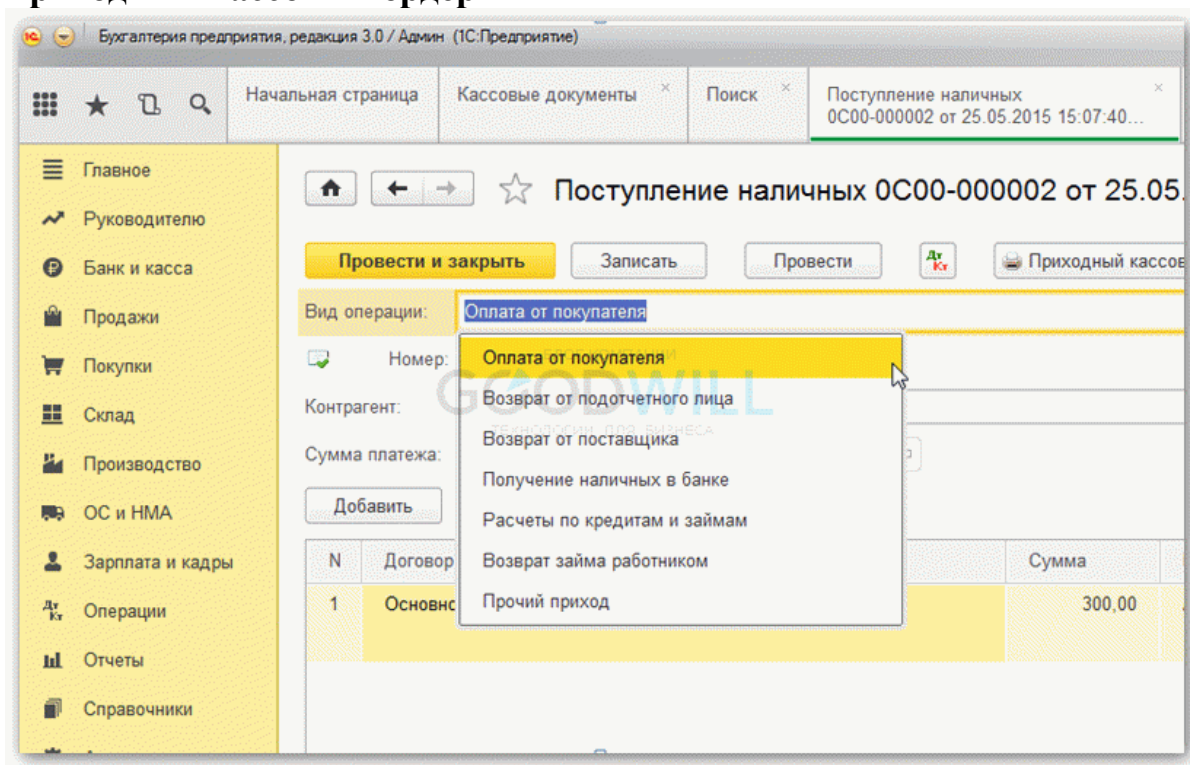 Бухгалтерия предприятия, редакция 3.0 / Админ (1С:Предприятие)
Начальная страница
Кассовые документы
Поиск
Поступление наличных
0С00-000002 от 25.05.2015 15:07:40...
Главное
Руководителю
Банк и касса
Продажи
Покупки
Склад
Производство
ОС и НМА
Зарплата и кадры
Операции
Отчеты
Справочники
Поступление наличных 0С00-000002 от 25.05.
Провести и закрыть
Записать
Провести
Дт Кт
Приходный кассов
Вид операции:
Оплата от покупателя
Номер:
Контрагент:
Сумма платежа:
Добавить
Оплата от покупателя
Возврат от подотчетного лица
Возврат от поставщика
Получение наличных в банке
Расчеты по кредитам и займам
Возврат займа работником
Прочий приход
GOODWILL
ТЕХНОЛОГИИ ДЛЯ БИЗНЕСА
N
Договор
Сумма
1
Основно
300,00